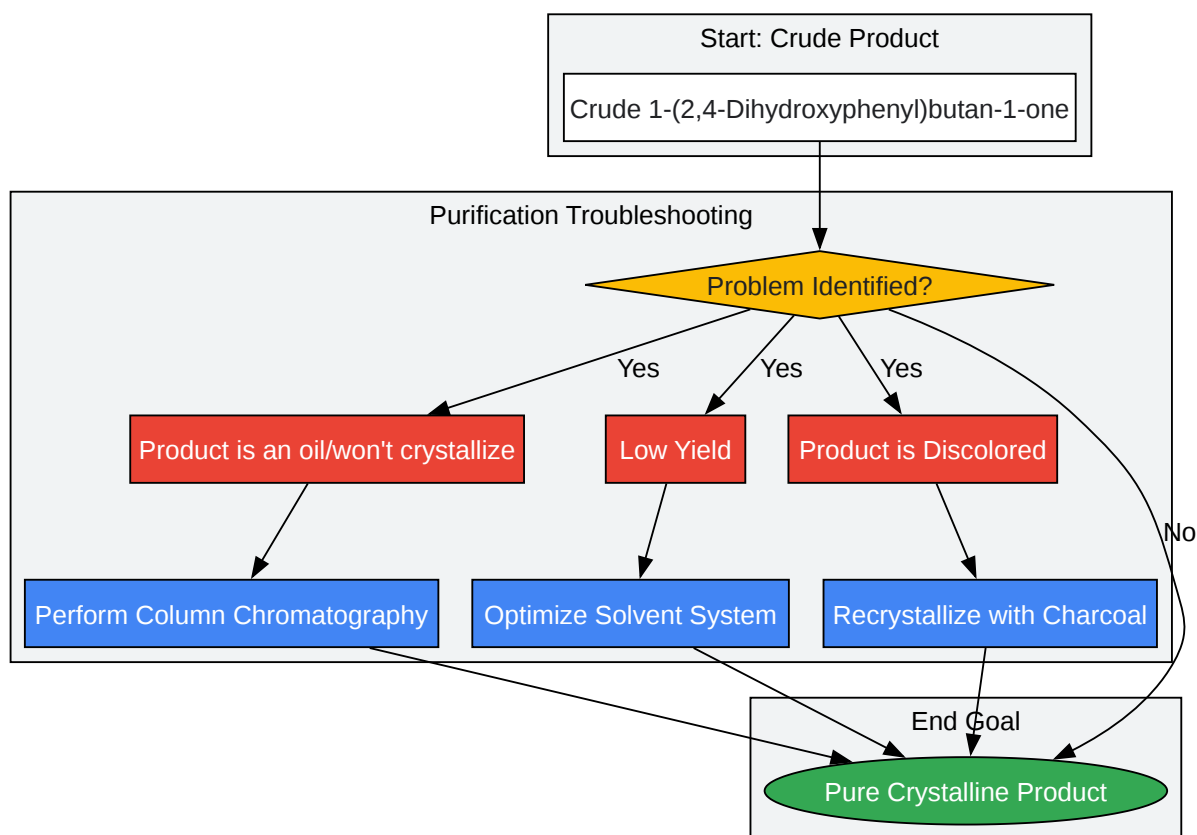 Start: Crude Product
Crude 1-(2,4-Dihydroxyphenyl)butan-1-one
Purification Troubleshooting
Problem Identified?
Yes
Yes
Yes
Product is an oil/won't crystallize
Low Yield
Product is Discolored
No
Perform Column Chromatography
Optimize Solvent System
Recrystallize with Charcoal
End Goal
Pure Crystalline Product